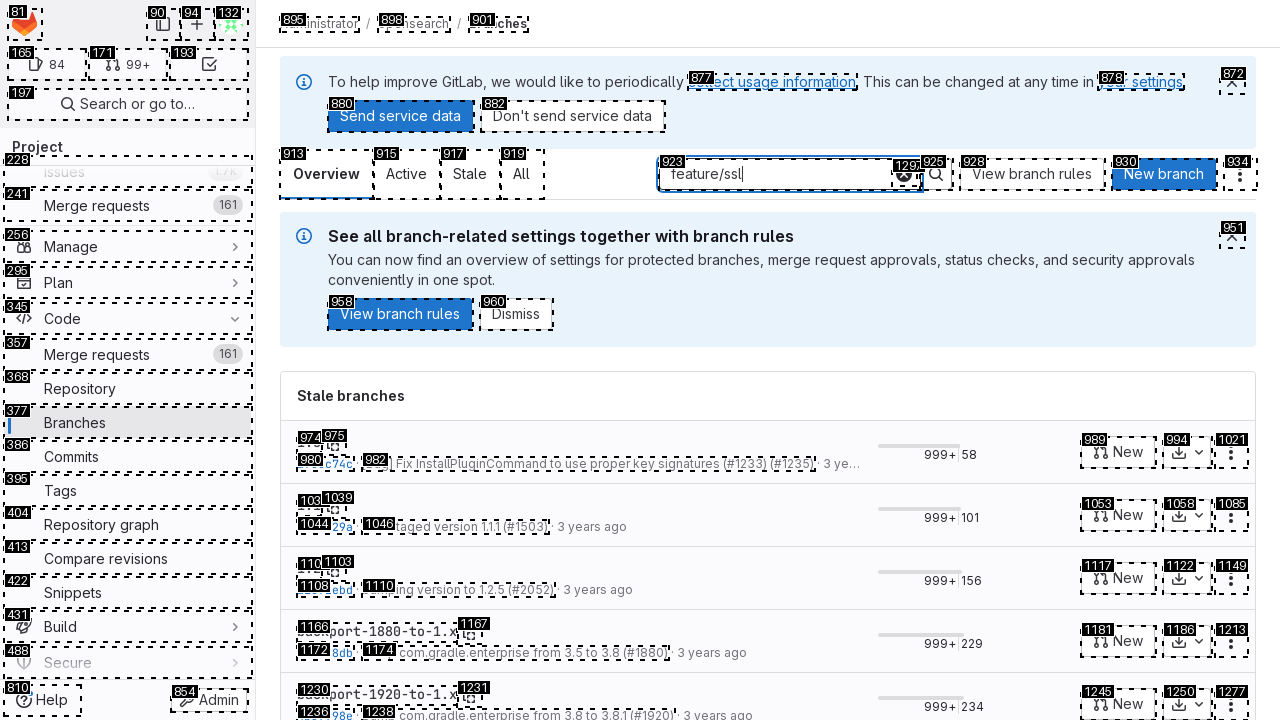 81
90
94
132
165
84
171
99+
193
197
Search or go to…
Project
228
Issues
1.7K
241
Merge requests
161
256
Manage
295
Plan
345
Code
357
Merge requests
161
368
Repository
377
Branches
386
Commits
395
Tags
404
Repository graph
413
Compare revisions
422
Snippets
431
Build
488
Secure
810
Help
854
Admin
895 / 898 / 901
872
To help improve GitLab, we would like to periodically 877 collect usage information. This can be changed at any time in 878 your settings
880
Send service data
882
Don't send service data
913
Overview
915
Active
917
Stale
919
All
923
feature/ssl
925
928
View branch rules
930
New branch
934
951
See all branch-related settings together with branch rules
You can now find an overview of settings for protected branches, merge request approvals, status checks, and security approvals
conveniently in one spot.
958
View branch rules
960
Dismiss
Stale branches
974 975
980 c74c · 982 Fix InstallPluginCommand to use proper key signatures (#1233) (#1235) · 3 ye…
999+ 58
989 New
994
1021
1039
1044 29a · 1046 taged version 1.1.1 (#1503) · 3 years ago
999+ 101
1053 New
1058
1085
1103
1108 ebd · 1110 ping version to 1.2.5 (#2052) · 3 years ago
999+ 156
1117 New
1122
1149
1166 backport-1880-to-1.x 1167
1172 8db · 1174 com.gradle.enterprise from 3.5 to 3.8 (#1880) · 3 years ago
999+ 229
1181 New
1186
1213
1230 backport-1920-to-1.x 1231
1236 98e · 1238 com.gradle.enterprise from 3.8 to 3.8.1 (#1920) · 3 years ago
999+ 234
1245 New
1250
1277